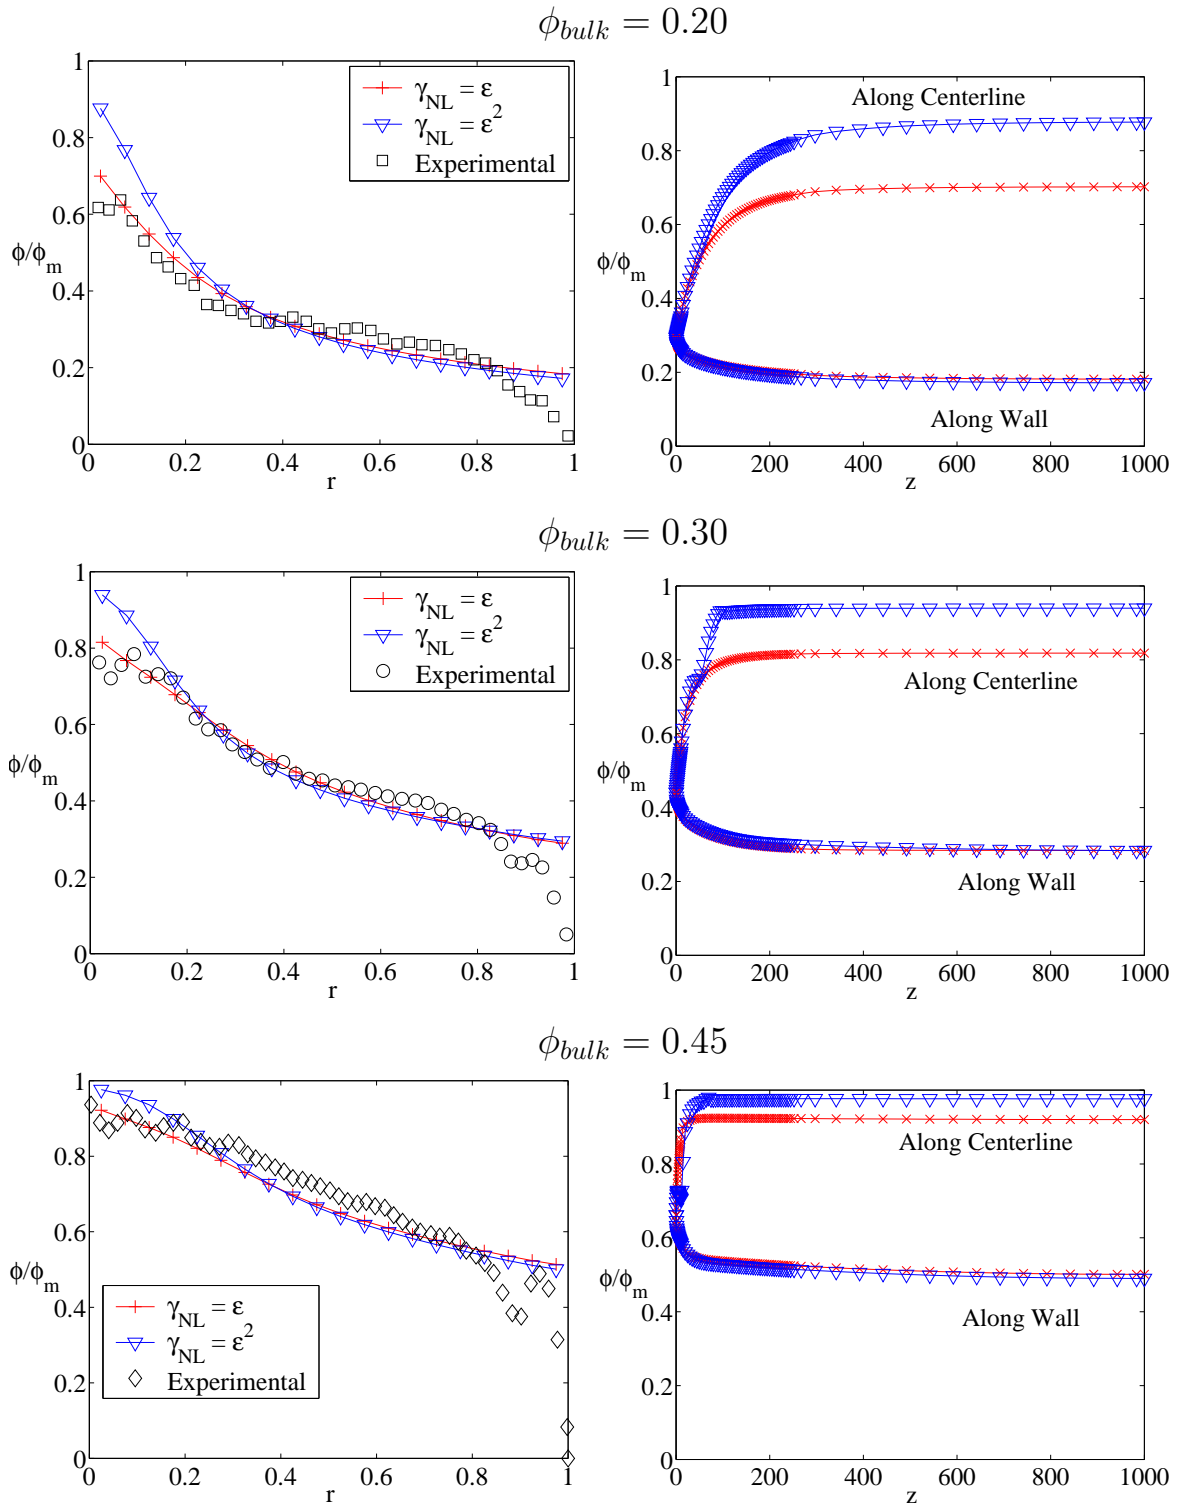 ϕbulk = 0.20
1
0.8
0.6
ϕ/ϕm
0.4
0.2
0
0 0.2 0.4 0.6 0.8 1
r
γNL = ε
γNL = ε²
Experimental
1
0.8
0.6
ϕ/ϕm
0.4
0.2
0
0 200 400 600 800 1000
z
Along Centerline
Along Wall
ϕbulk = 0.30
1
0.8
0.6
ϕ/ϕm
0.4
0.2
0
0 0.2 0.4 0.6 0.8 1
r
γNL = ε
γNL = ε²
Experimental
1
0.8
0.6
ϕ/ϕm
0.4
0.2
0
0 200 400 600 800 1000
z
Along Centerline
Along Wall
ϕbulk = 0.45
1
0.8
0.6
ϕ/ϕm
0.4
0.2
0
0 0.2 0.4 0.6 0.8 1
r
γNL = ε
γNL = ε²
Experimental
1
0.8
0.6
ϕ/ϕm
0.4
0.2
0
0 200 400 600 800 1000
z
Along Centerline
Along Wall